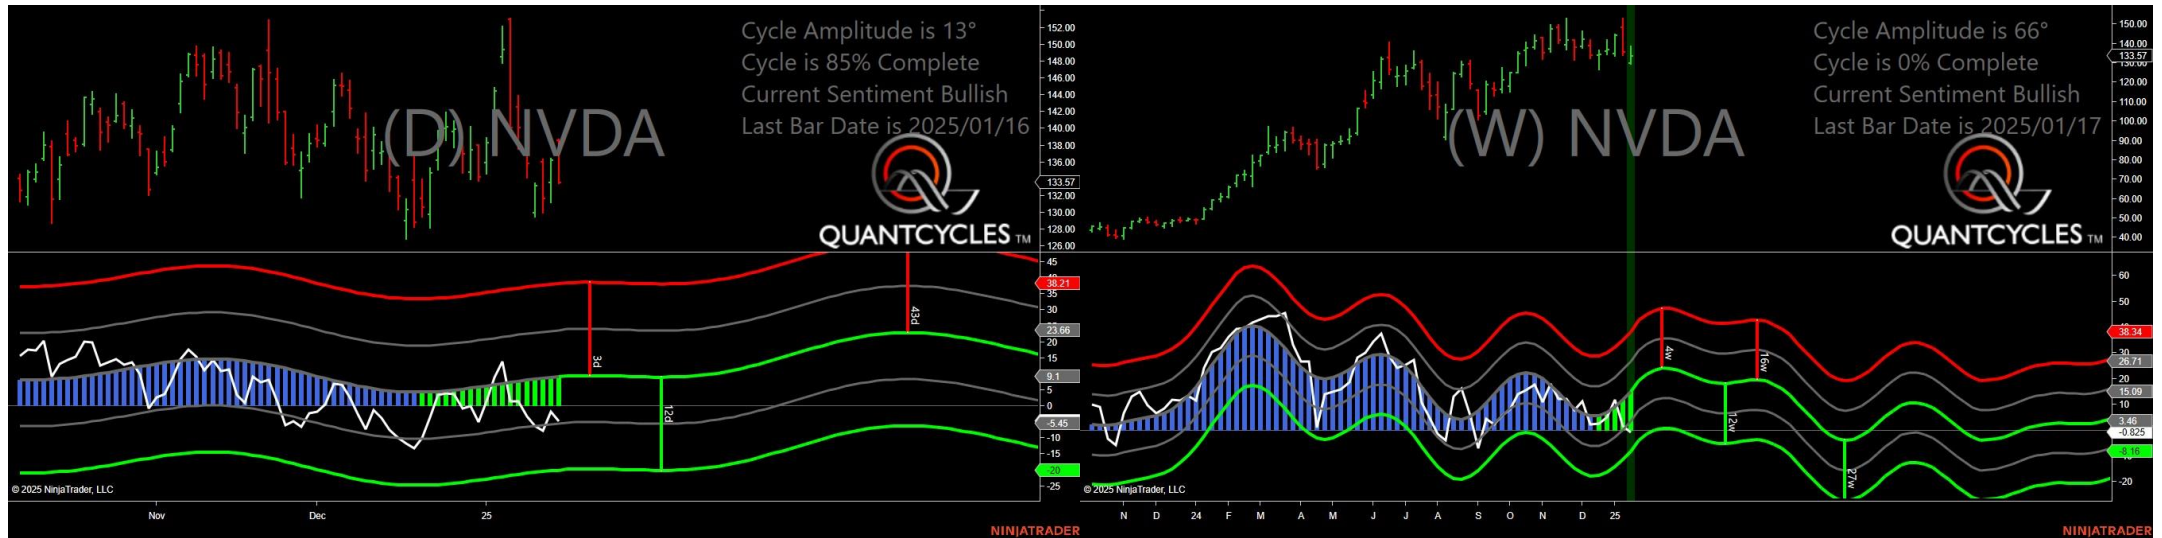 Cycle Amplitude is 13°
Cycle is 85% Complete
Current Sentiment Bullish
Last Bar Date is 2025/01/16
(D) NVDA
QUANTCYCLES TM
152.00
150.00
148.00
146.00
144.00
142.00
140.00
138.00
136.00
133.57
132.00
130.00
128.00
126.00
45
38.21
35
30
23.66
20
15
9.1
5
0
-5.45
-10
-15
-20
-25
3d
12d
43d
© 2025 NinjaTrader, LLC
Nov
Dec
25
NINJATRADER
Cycle Amplitude is 66°
Cycle is 0% Complete
Current Sentiment Bullish
Last Bar Date is 2025/01/17
(W) NVDA
QUANTCYCLES TM
150.00
140.00
133.57
130.00
120.00
110.00
100.00
90.00
80.00
70.00
60.00
50.00
40.00
60
50
38.34
30
26.71
20
15.09
10
3.46
-0.825
-8.16
-20
4w
16w
12w
27w
© 2025 NinjaTrader, LLC
N
D
24
F
M
A
M
J
J
A
S
O
N
D
25
NINJATRADER